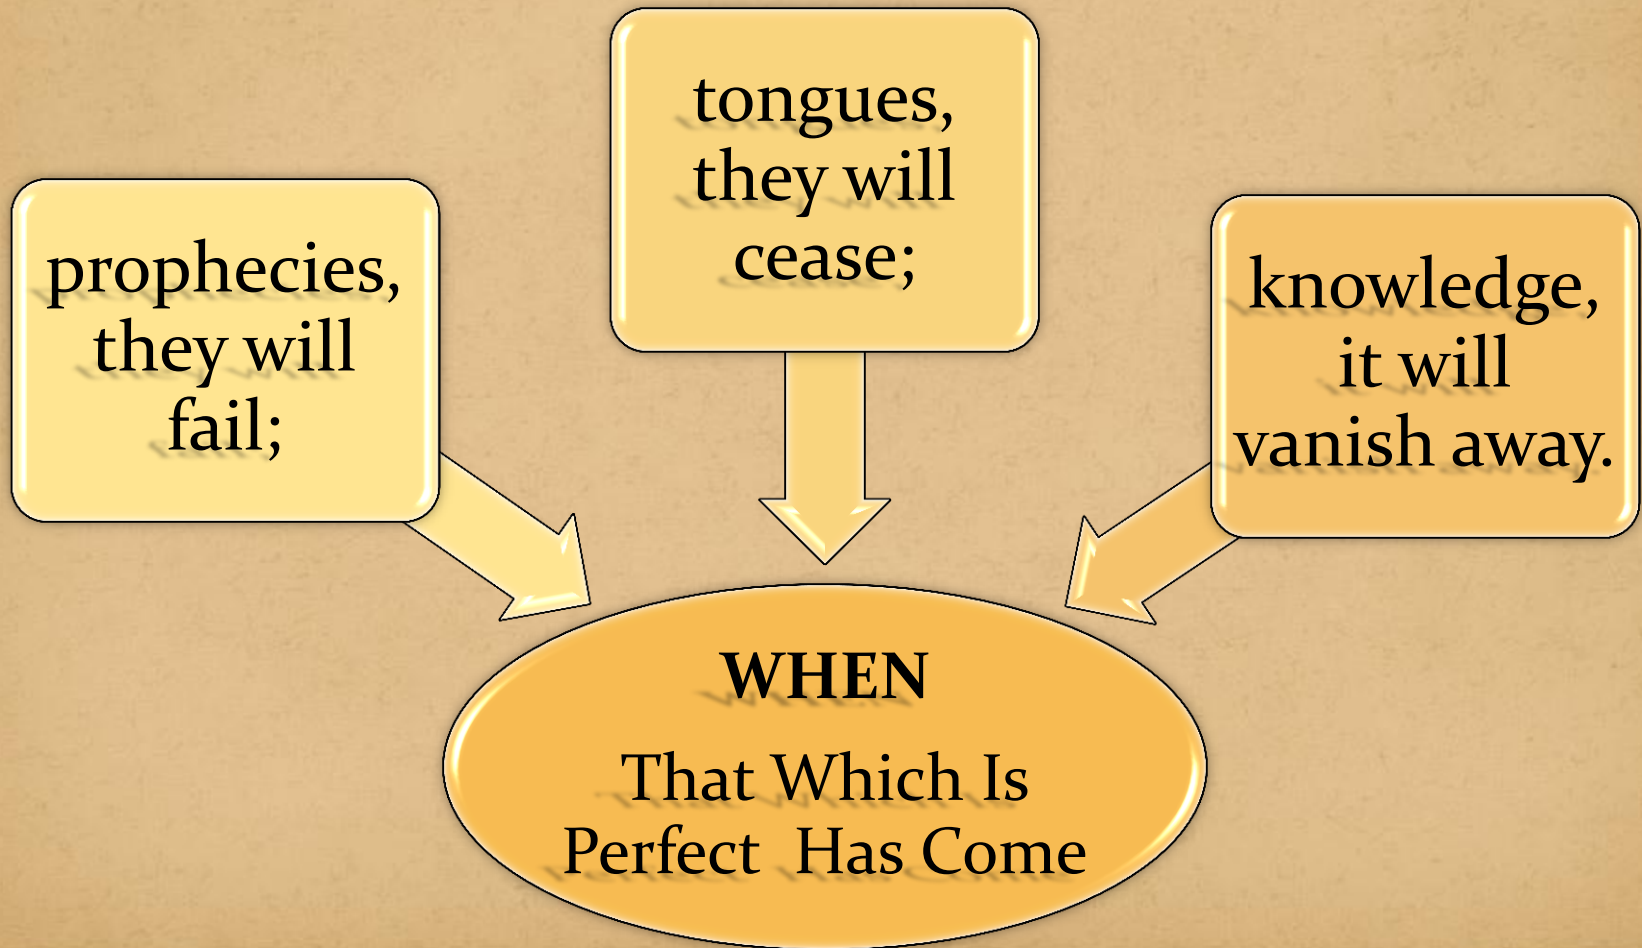 prophecies,
they will
fail;
tongues,
they will
cease;
knowledge,
it will
vanish away.
WHEN
That Which Is
Perfect  Has Come